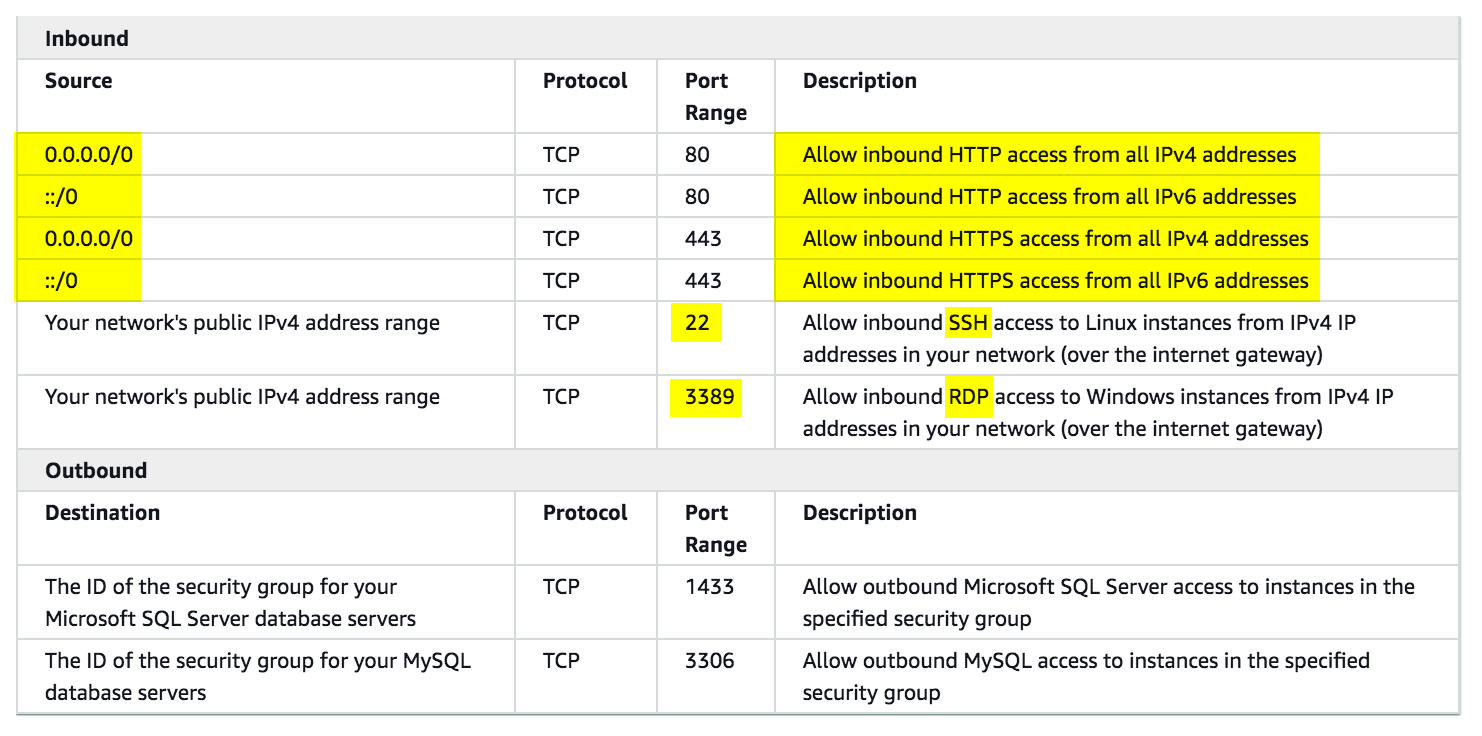 Inbound
Source Protocol Port Range Description
0.0.0.0/0 TCP 80 Allow inbound HTTP access from all IPv4 addresses
::/0 TCP 80 Allow inbound HTTP access from all IPv6 addresses
0.0.0.0/0 TCP 443 Allow inbound HTTPS access from all IPv4 addresses
::/0 TCP 443 Allow inbound HTTPS access from all IPv6 addresses
Your network's public IPv4 address range TCP 22 Allow inbound SSH access to Linux instances from IPv4 IP
addresses in your network (over the internet gateway)
Your network's public IPv4 address range TCP 3389 Allow inbound RDP access to Windows instances from IPv4 IP
addresses in your network (over the internet gateway)
Outbound
Destination Protocol Port Range Description
The ID of the security group for your
Microsoft SQL Server database servers
TCP 1433 Allow outbound Microsoft SQL Server access to instances in the
specified security group
The ID of the security group for your MySQL
database servers
TCP 3306 Allow outbound MySQL access to instances in the specified
security group